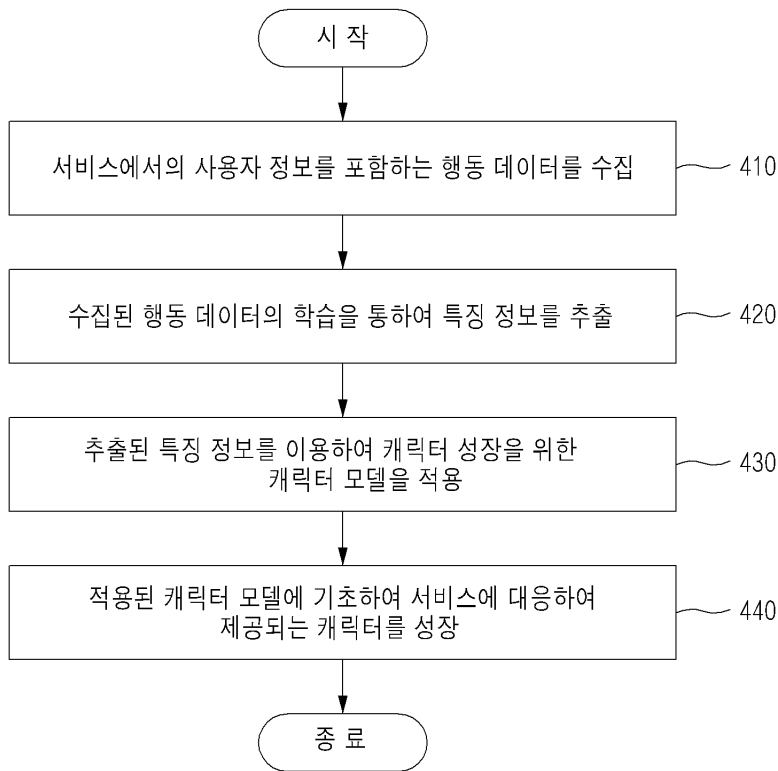 시 작
서비스에서의 사용자 정보를 포함하는 행동 데이터를 수집
410
수집된 행동 데이터의 학습을 통하여 특징 정보를 추출
420
추출된 특징 정보를 이용하여 캐릭터 성장을 위한
캐릭터 모델을 적용
430
적용된 캐릭터 모델에 기초하여 서비스에 대응하여
제공되는 캐릭터를 성장
440
종 료